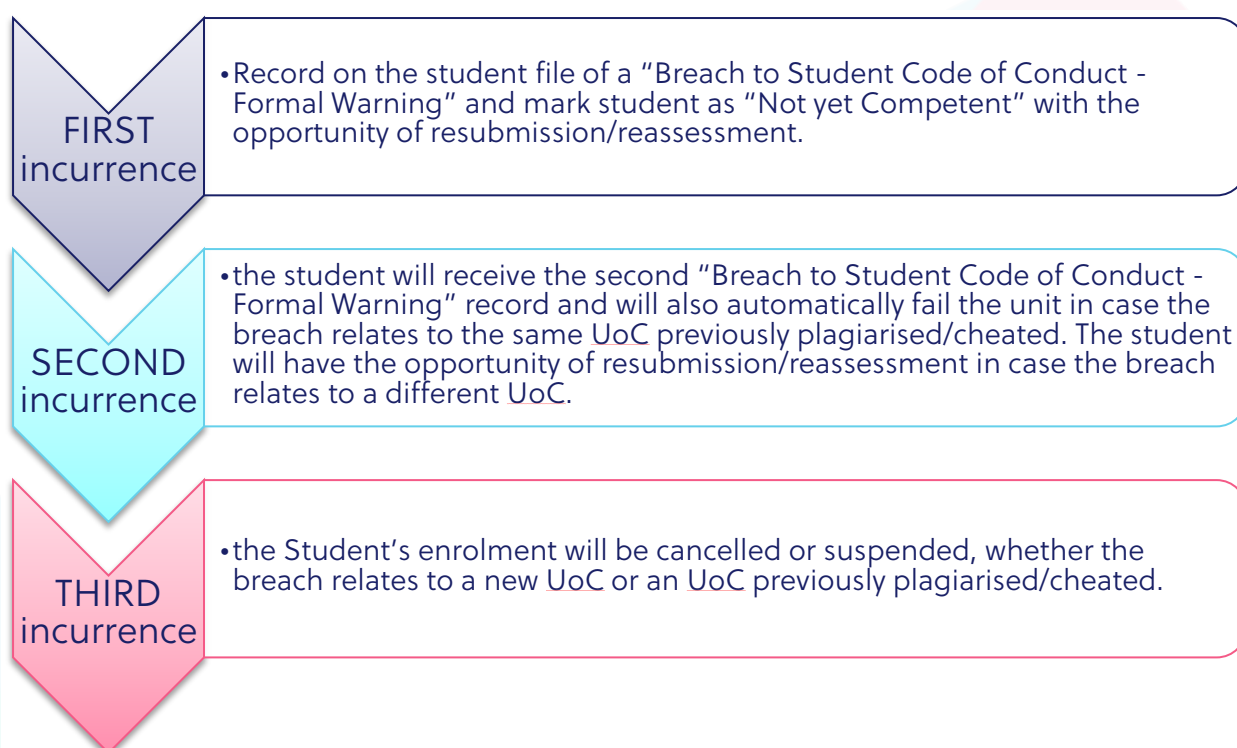 FIRST
incurrence
•Record on the student file of a “Breach to Student Code of Conduct -
Formal Warning” and mark student as “Not yet Competent” with the
opportunity of resubmission/reassessment.
SECOND
incurrence
•the student will receive the second “Breach to Student Code of Conduct -
Formal Warning” record and will also automatically fail the unit in case the
breach relates to the same UoC previously plagiarised/cheated. The student
will have the opportunity of resubmission/reassessment in case the breach
relates to a different UoC.
THIRD
incurrence
•the Student’s enrolment will be cancelled or suspended, whether the
breach relates to a new UoC or an UoC previously plagiarised/cheated.